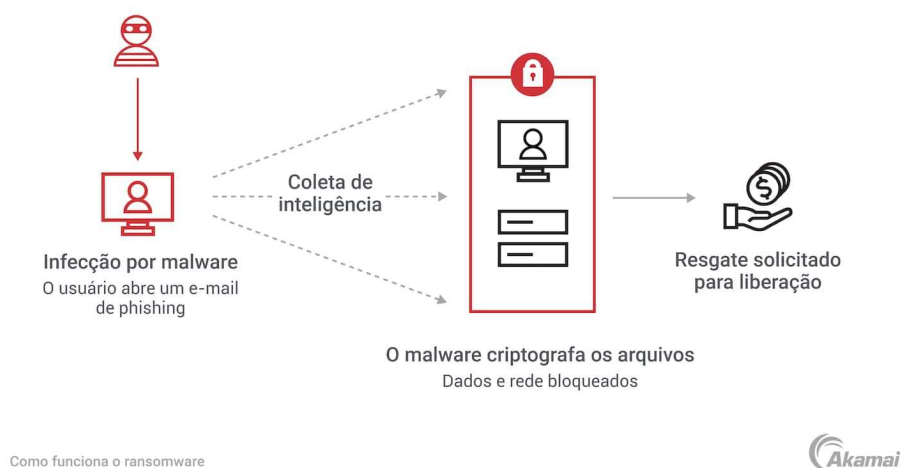 Coleta de
inteligência
Infecção por malware
O usuário abre um e-mail
de phishing
Resgate solicitado
para liberação
O malware criptografa os arquivos
Dados e rede bloqueados
Como funciona o ransomware
Akamai